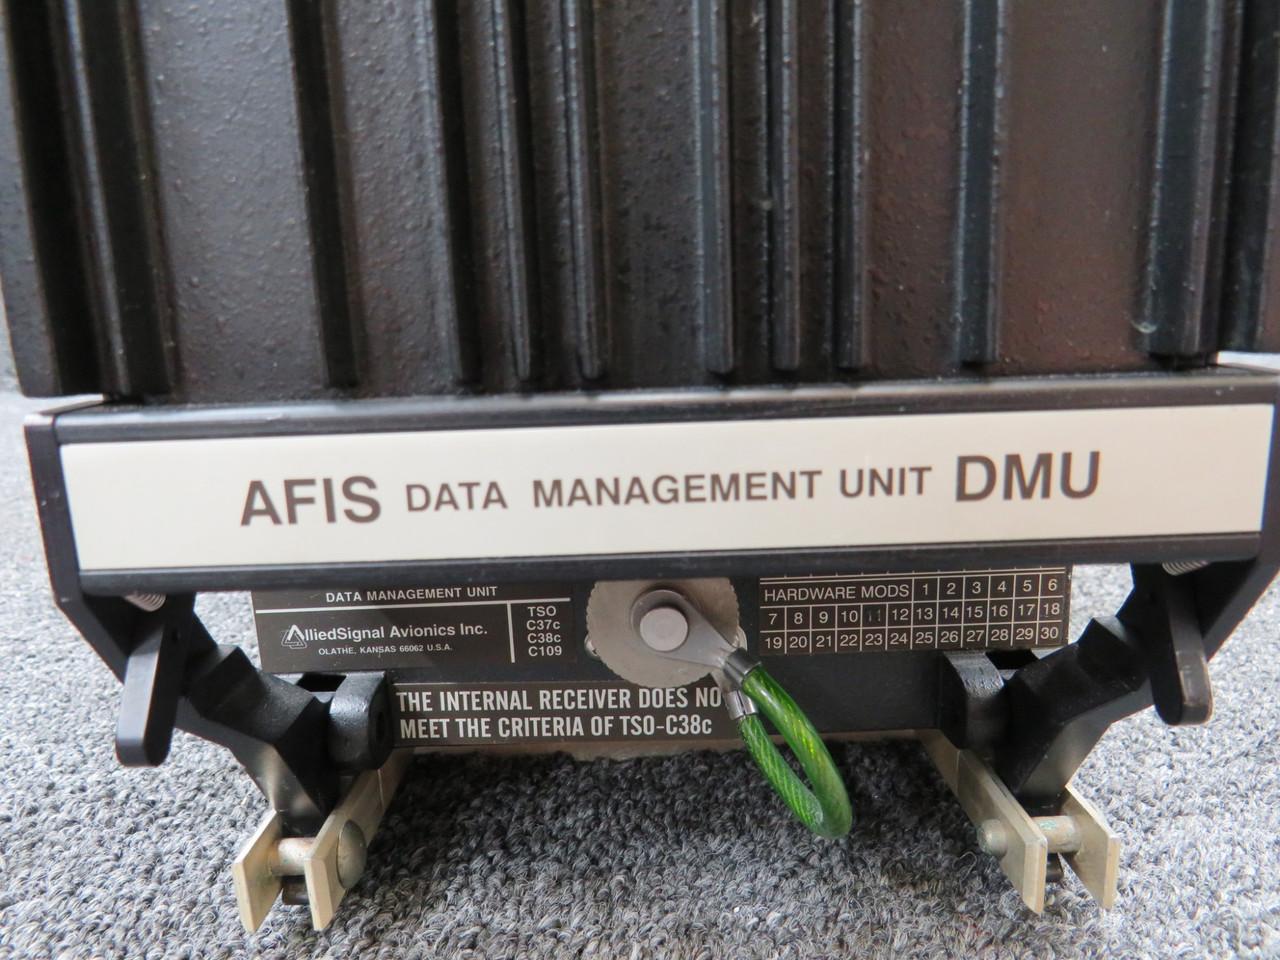 AFIS DATA MANAGEMENT UNIT DMU
DATA MANAGEMENT UNIT
AlliedSignal Avionics Inc.
OLATHE, KANSAS 66062 U.S.A.
TSO
C37c
C38c
C109
HARDWARE MODS 1 2 3 4 5 6
7 8 9 10 11 12 13 14 15 16 17 18
19 20 21 22 23 24 25 26 27 28 29 30
THE INTERNAL RECEIVER DOES NO
MEET THE CRITERIA OF TSO-C38c